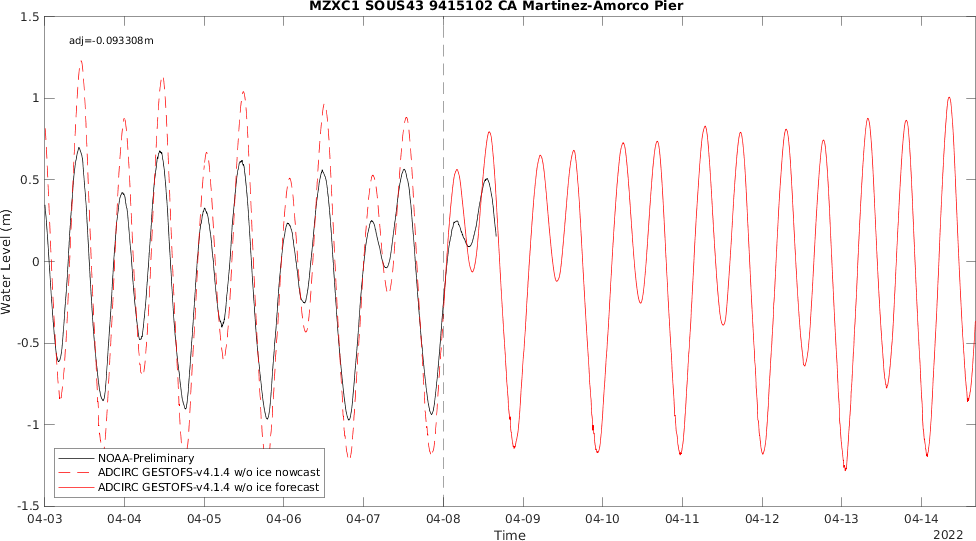 MZXC1 SOUS43 9415102 CA Martinez-Amorco Pier
adj=-0.093308m
Water Level (m)
1.5
1
0.5
0
-0.5
-1
-1.5
NOAA-Preliminary
ADCIRC GESTOFS-v4.1.4 w/o ice nowcast
ADCIRC GESTOFS-v4.1.4 w/o ice forecast
04-03 04-04 04-05 04-06 04-07 04-08 04-09 04-10 04-11 04-12 04-13 04-14
Time
2022